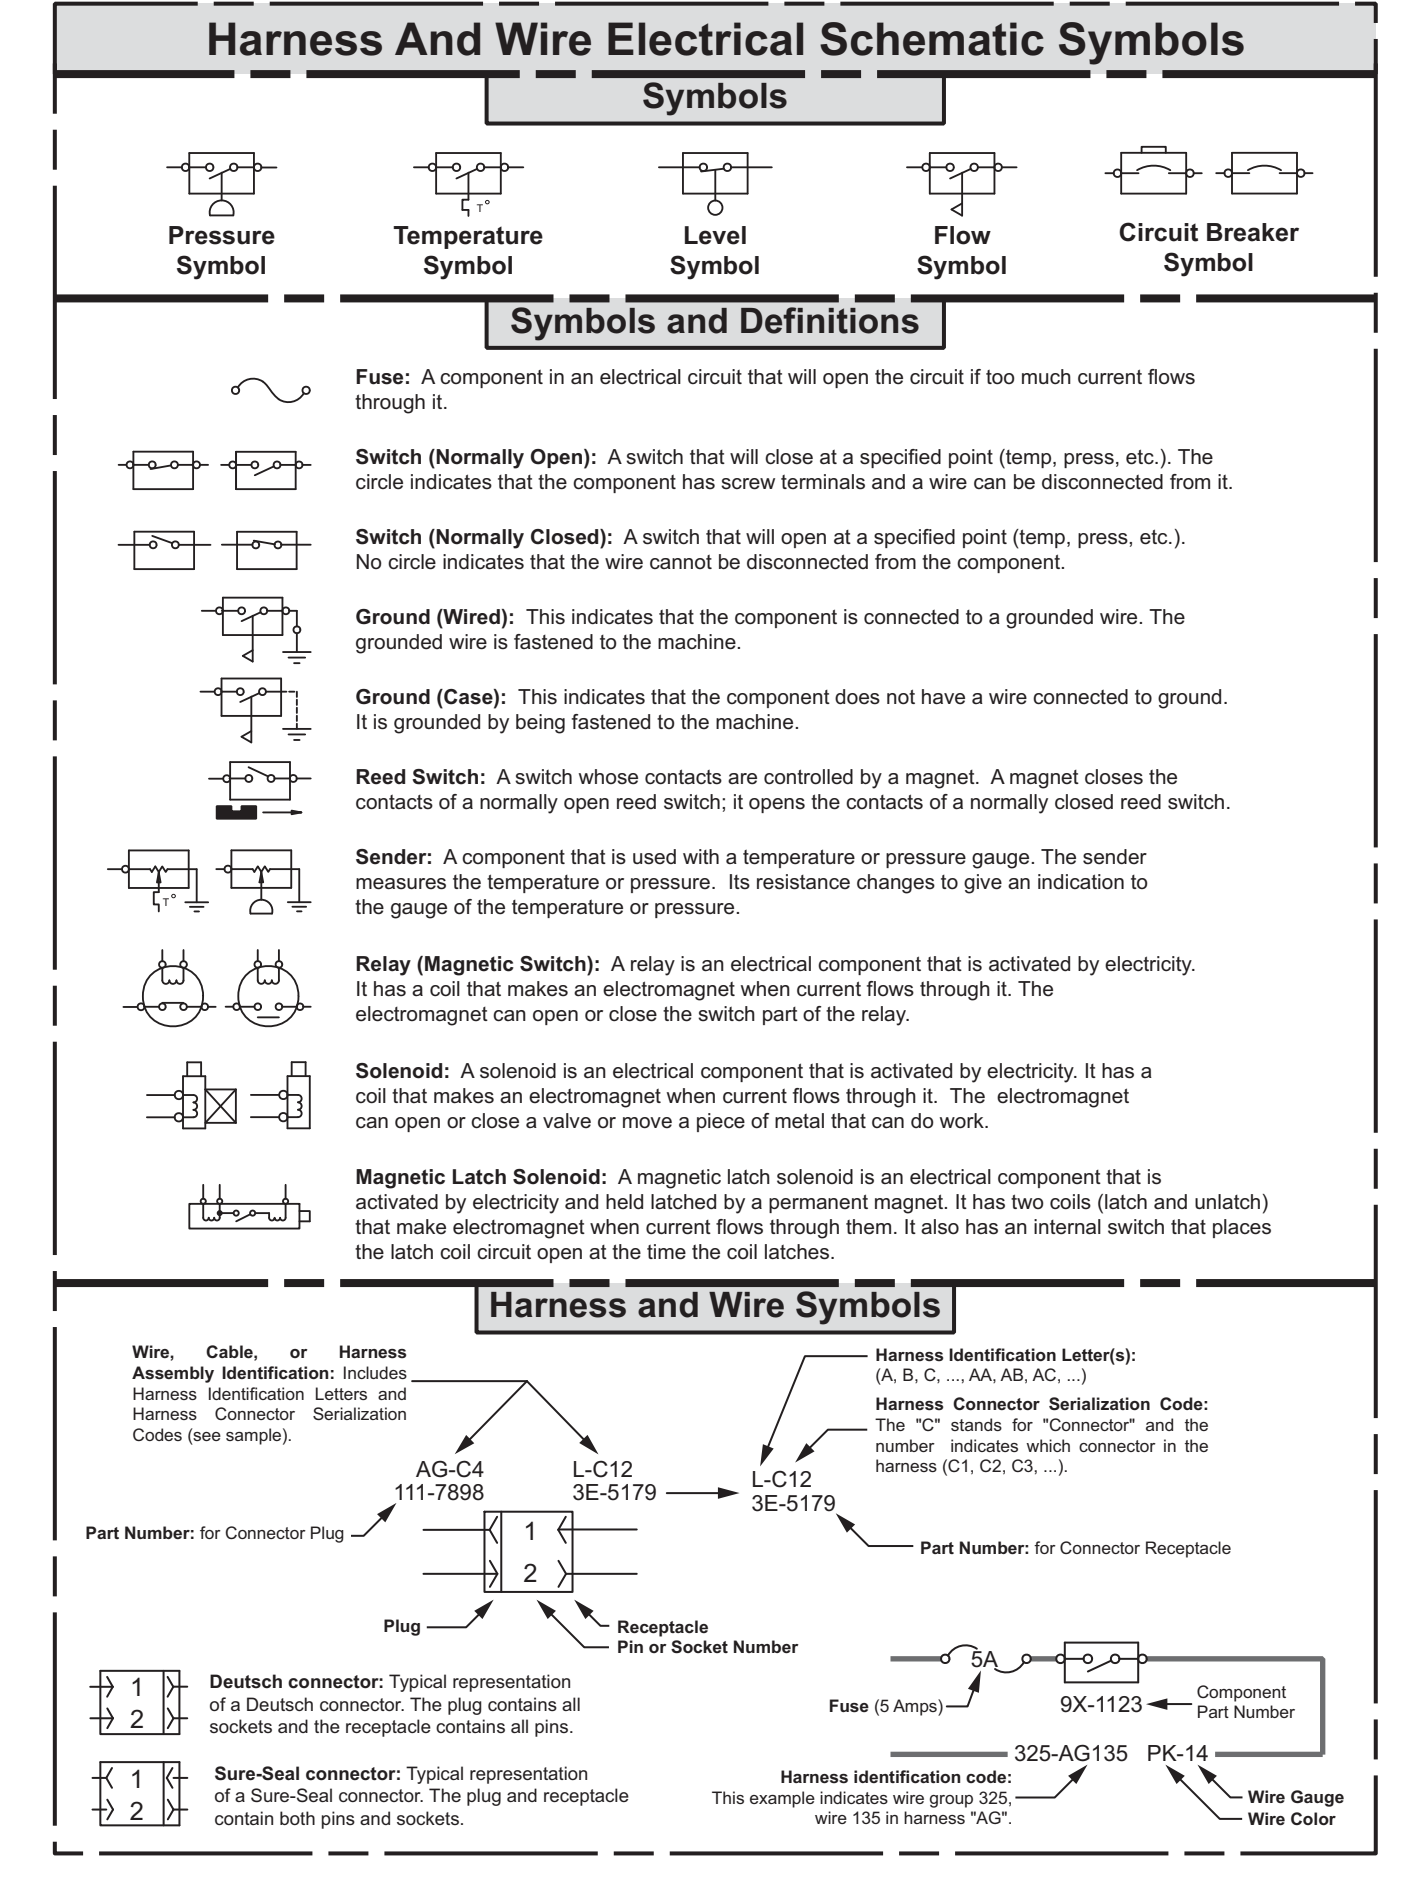 Harness And Wire Electrical Schematic Symbols
Symbols
T°
Pressure
Symbol
Temperature
Symbol
Level
Symbol
Flow
Symbol
Circuit Breaker
Symbol
Symbols and Definitions
Fuse: A component in an electrical circuit that will open the circuit if too much current flows
through it.
Switch (Normally Open): A switch that will close at a specified point (temp, press, etc.). The
circle indicates that the component has screw terminals and a wire can be disconnected from it.
Switch (Normally Closed): A switch that will open at a specified point (temp, press, etc.).
No circle indicates that the wire cannot be disconnected from the component.
Ground (Wired): This indicates that the component is connected to a grounded wire. The
grounded wire is fastened to the machine.
Ground (Case): This indicates that the component does not have a wire connected to ground.
It is grounded by being fastened to the machine.
Reed Switch: A switch whose contacts are controlled by a magnet. A magnet closes the
contacts of a normally open reed switch; it opens the contacts of a normally closed reed switch.
T°
Sender: A component that is used with a temperature or pressure gauge. The sender
measures the temperature or pressure. Its resistance changes to give an indication to
the gauge of the temperature or pressure.
Relay (Magnetic Switch): A relay is an electrical component that is activated by electricity.
It has a coil that makes an electromagnet when current flows through it. The
electromagnet can open or close the switch part of the relay.
Solenoid: A solenoid is an electrical component that is activated by electricity. It has a
coil that makes an electromagnet when current flows through it. The electromagnet
can open or close a valve or move a piece of metal that can do work.
Magnetic Latch Solenoid: A magnetic latch solenoid is an electrical component that is
activated by electricity and held latched by a permanent magnet. It has two coils (latch and unlatch)
that make electromagnet when current flows through them. It also has an internal switch that places
the latch coil circuit open at the time the coil latches.
Harness and Wire Symbols
Wire, Cable, or Harness
Assembly Identification: Includes
Harness Identification Letters and
Harness Connector Serialization
Codes (see sample).
Harness Identification Letter(s):
(A, B, C, ..., AA, AB, AC, ...)
Harness Connector Serialization Code:
The "C" stands for "Connector" and the
number indicates which connector in the
harness (C1, C2, C3, ...).
AG-C4
111-7898
L-C12
3E-5179
L-C12
3E-5179
Part Number: for Connector Plug
1
2
Part Number: for Connector Receptacle
Plug
Receptacle
Pin or Socket Number
1
2
Deutsch connector: Typical representation
of a Deutsch connector. The plug contains all
sockets and the receptacle contains all pins.
1
2
Sure-Seal connector: Typical representation
of a Sure-Seal connector. The plug and receptacle
contain both pins and sockets.
5A
Fuse (5 Amps)
9X-1123
Component
Part Number
325-AG135 PK-14
Harness identification code:
This example indicates wire group 325,
wire 135 in harness "AG".
Wire Gauge
Wire Color